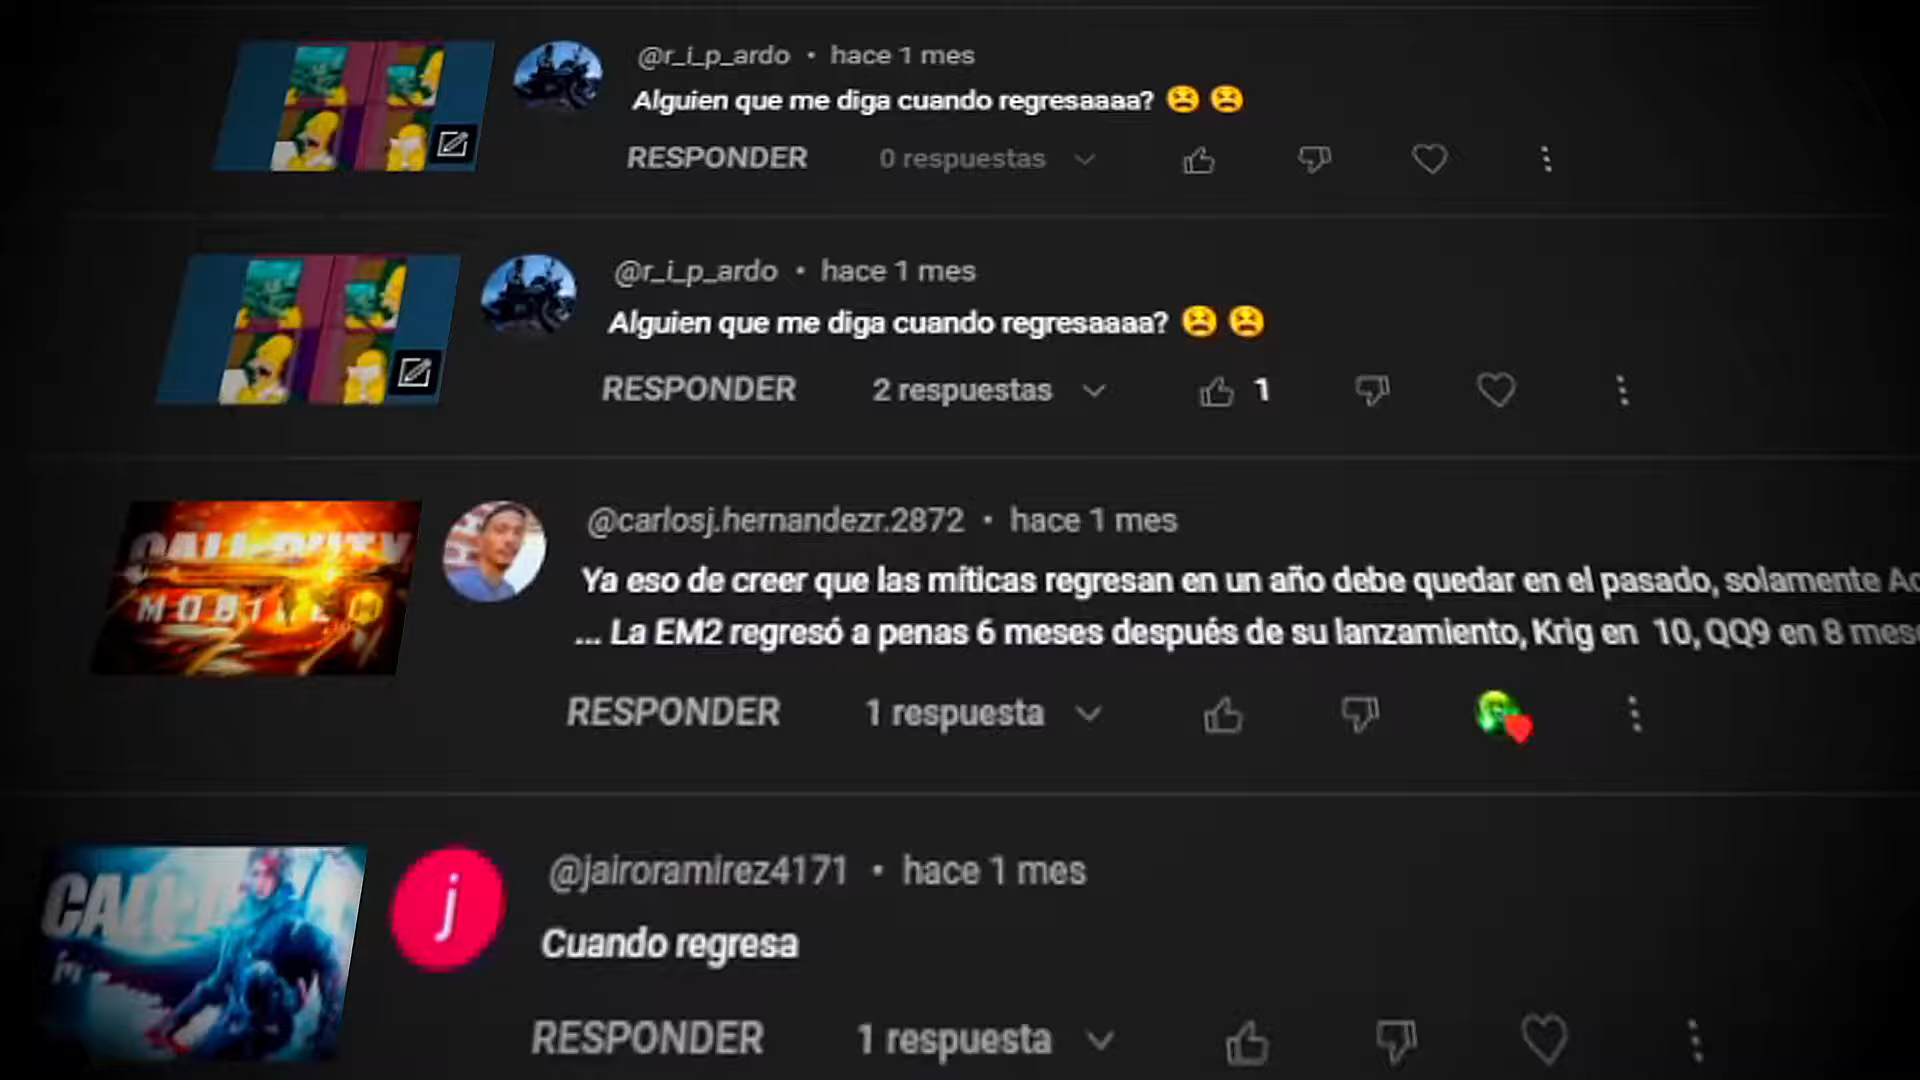 @r_i_p_ardo • hace 1 mes
Alguien que me diga cuando regresaaaa? 😫 😫
RESPONDER 0 respuestas
@r_i_p_ardo • hace 1 mes
Alguien que me diga cuando regresaaaa? 😫 😫
RESPONDER 2 respuestas 1
CALL DUTY
MOBILE
@carlosj.hernandezr.2872 • hace 1 mes
Ya eso de creer que las míticas regresan en un año debe quedar en el pasado, solamente
... La EM2 regresó a penas 6 meses después de su lanzamiento, Krig en 10, QQ9 en 8
RESPONDER 1 respuesta
CALL
j
@jairoramirez4171 • hace 1 mes
Cuando regresa
RESPONDER 1 respuesta